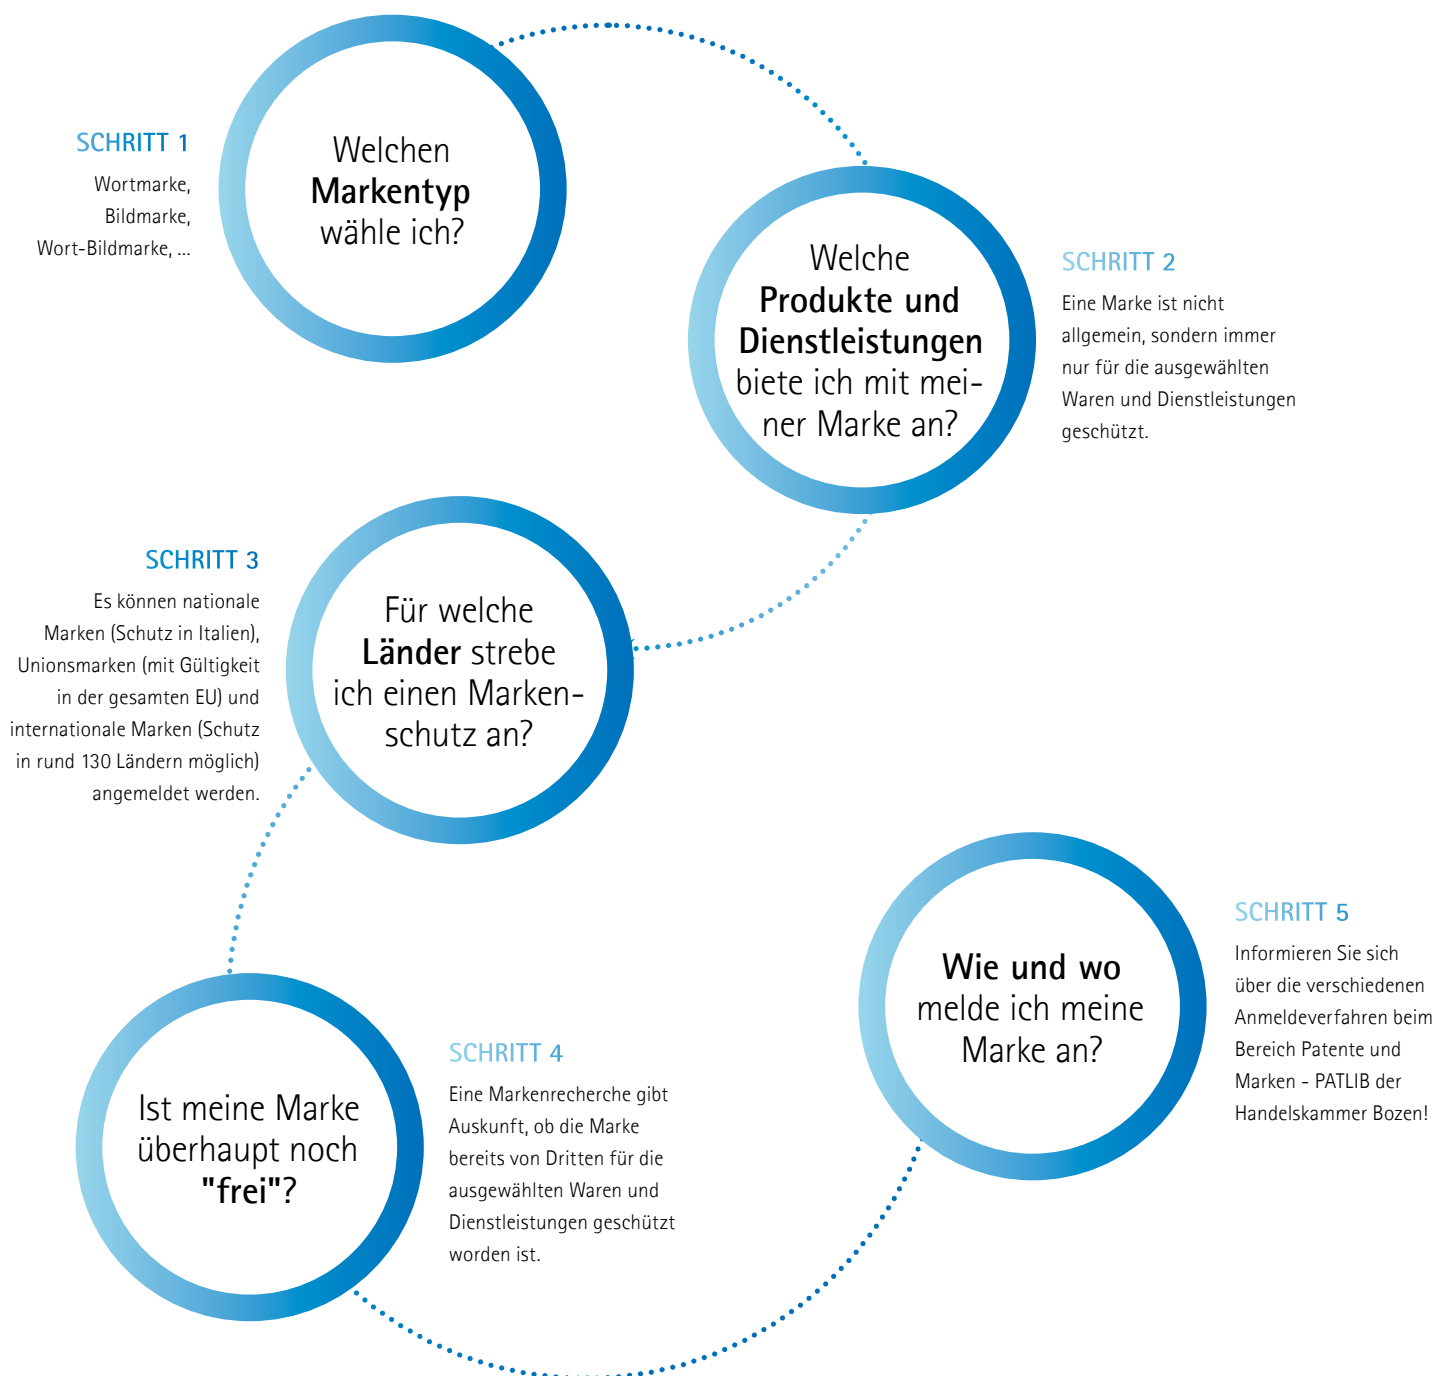 SCHRITT 1
Wortmarke,
Bildmarke,
Wort-Bildmarke, ...
Welchen
Markentyp
wähle ich?
Welche
Produkte und
Dienstleistungen
biete ich mit mei-
ner Marke an?
SCHRITT 2
Eine Marke ist nicht
allgemein, sondern immer
nur für die ausgewählten
Waren und Dienstleistungen
geschützt.
SCHRITT 3
Es können nationale
Marken (Schutz in Italien),
Unionsmarken (mit Gültigkeit
in der gesamten EU) und
internationale Marken (Schutz
in rund 130 Ländern möglich)
angemeldet werden.
Für welche
Länder strebe
ich einen Marken-
schutz an?
Ist meine Marke
überhaupt noch
"frei"?
SCHRITT 4
Eine Markenrecherche gibt
Auskunft, ob die Marke
bereits von Dritten für die
ausgewählten Waren und
Dienstleistungen geschützt
worden ist.
Wie und wo
melde ich meine
Marke an?
SCHRITT 5
Informieren Sie sich
über die verschiedenen
Anmeldeverfahren beim
Bereich Patente und
Marken - PATLIB der
Handelskammer Bozen!